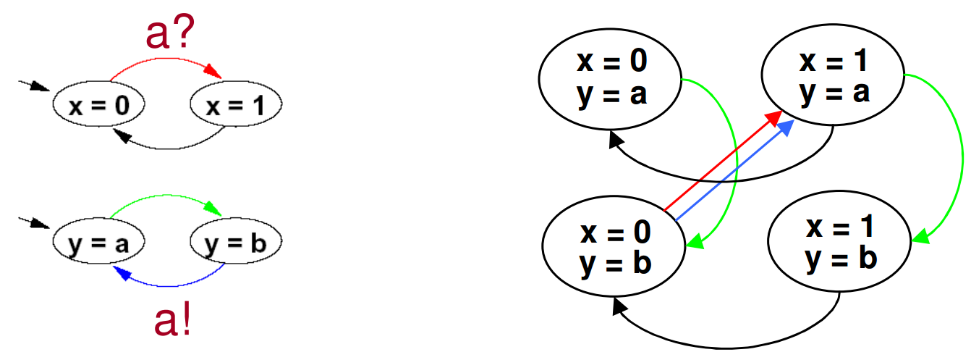 a?
x = 0
x = 1
y = a
y = b
a!
x = 0
y = a
x = 1
y = a
x = 0
y = b
x = 1
y = b